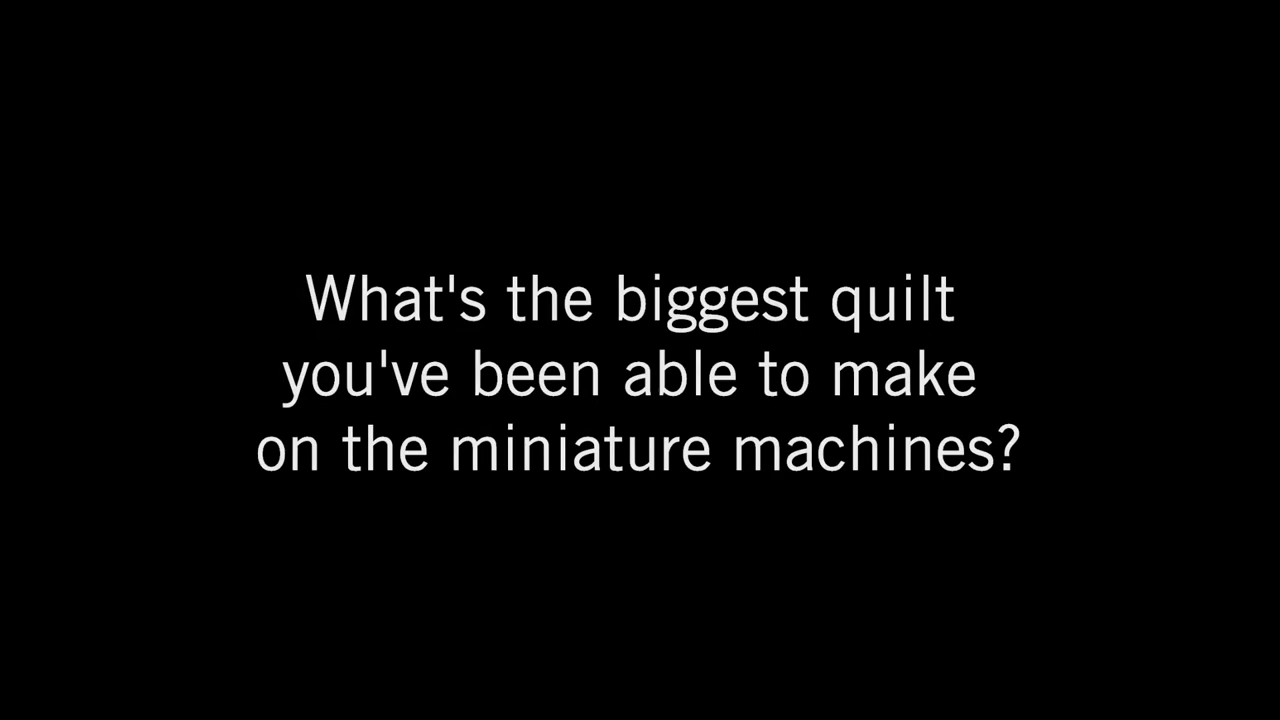 What's the biggest quilt
you've been able to make
on the miniature machines?